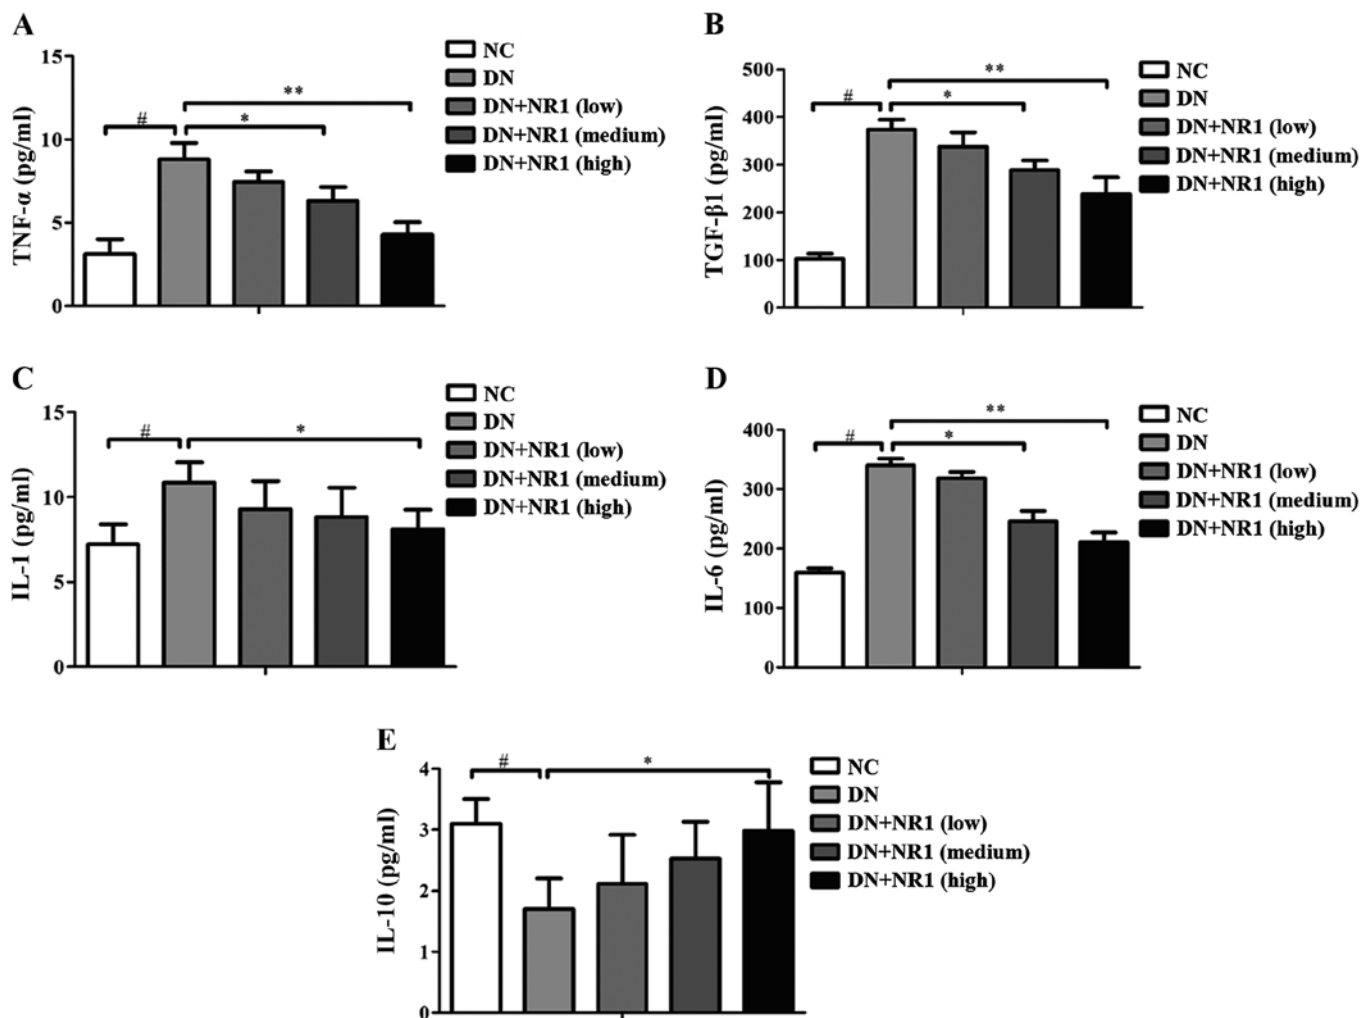 A
TNF-α (pg/ml)
15
10
5
0
#
*
**
NC
DN
DN+NR1 (low)
DN+NR1 (medium)
DN+NR1 (high)
B
TGF-β1 (pg/ml)
500
400
300
200
100
0
#
*
**
NC
DN
DN+NR1 (low)
DN+NR1 (medium)
DN+NR1 (high)
C
IL-1 (pg/ml)
15
10
5
0
#
*
NC
DN
DN+NR1 (low)
DN+NR1 (medium)
DN+NR1 (high)
D
IL-6 (pg/ml)
400
300
200
100
0
#
*
**
NC
DN
DN+NR1 (low)
DN+NR1 (medium)
DN+NR1 (high)
E
IL-10 (pg/ml)
4
3
2
1
0
#
*
NC
DN
DN+NR1 (low)
DN+NR1 (medium)
DN+NR1 (high)